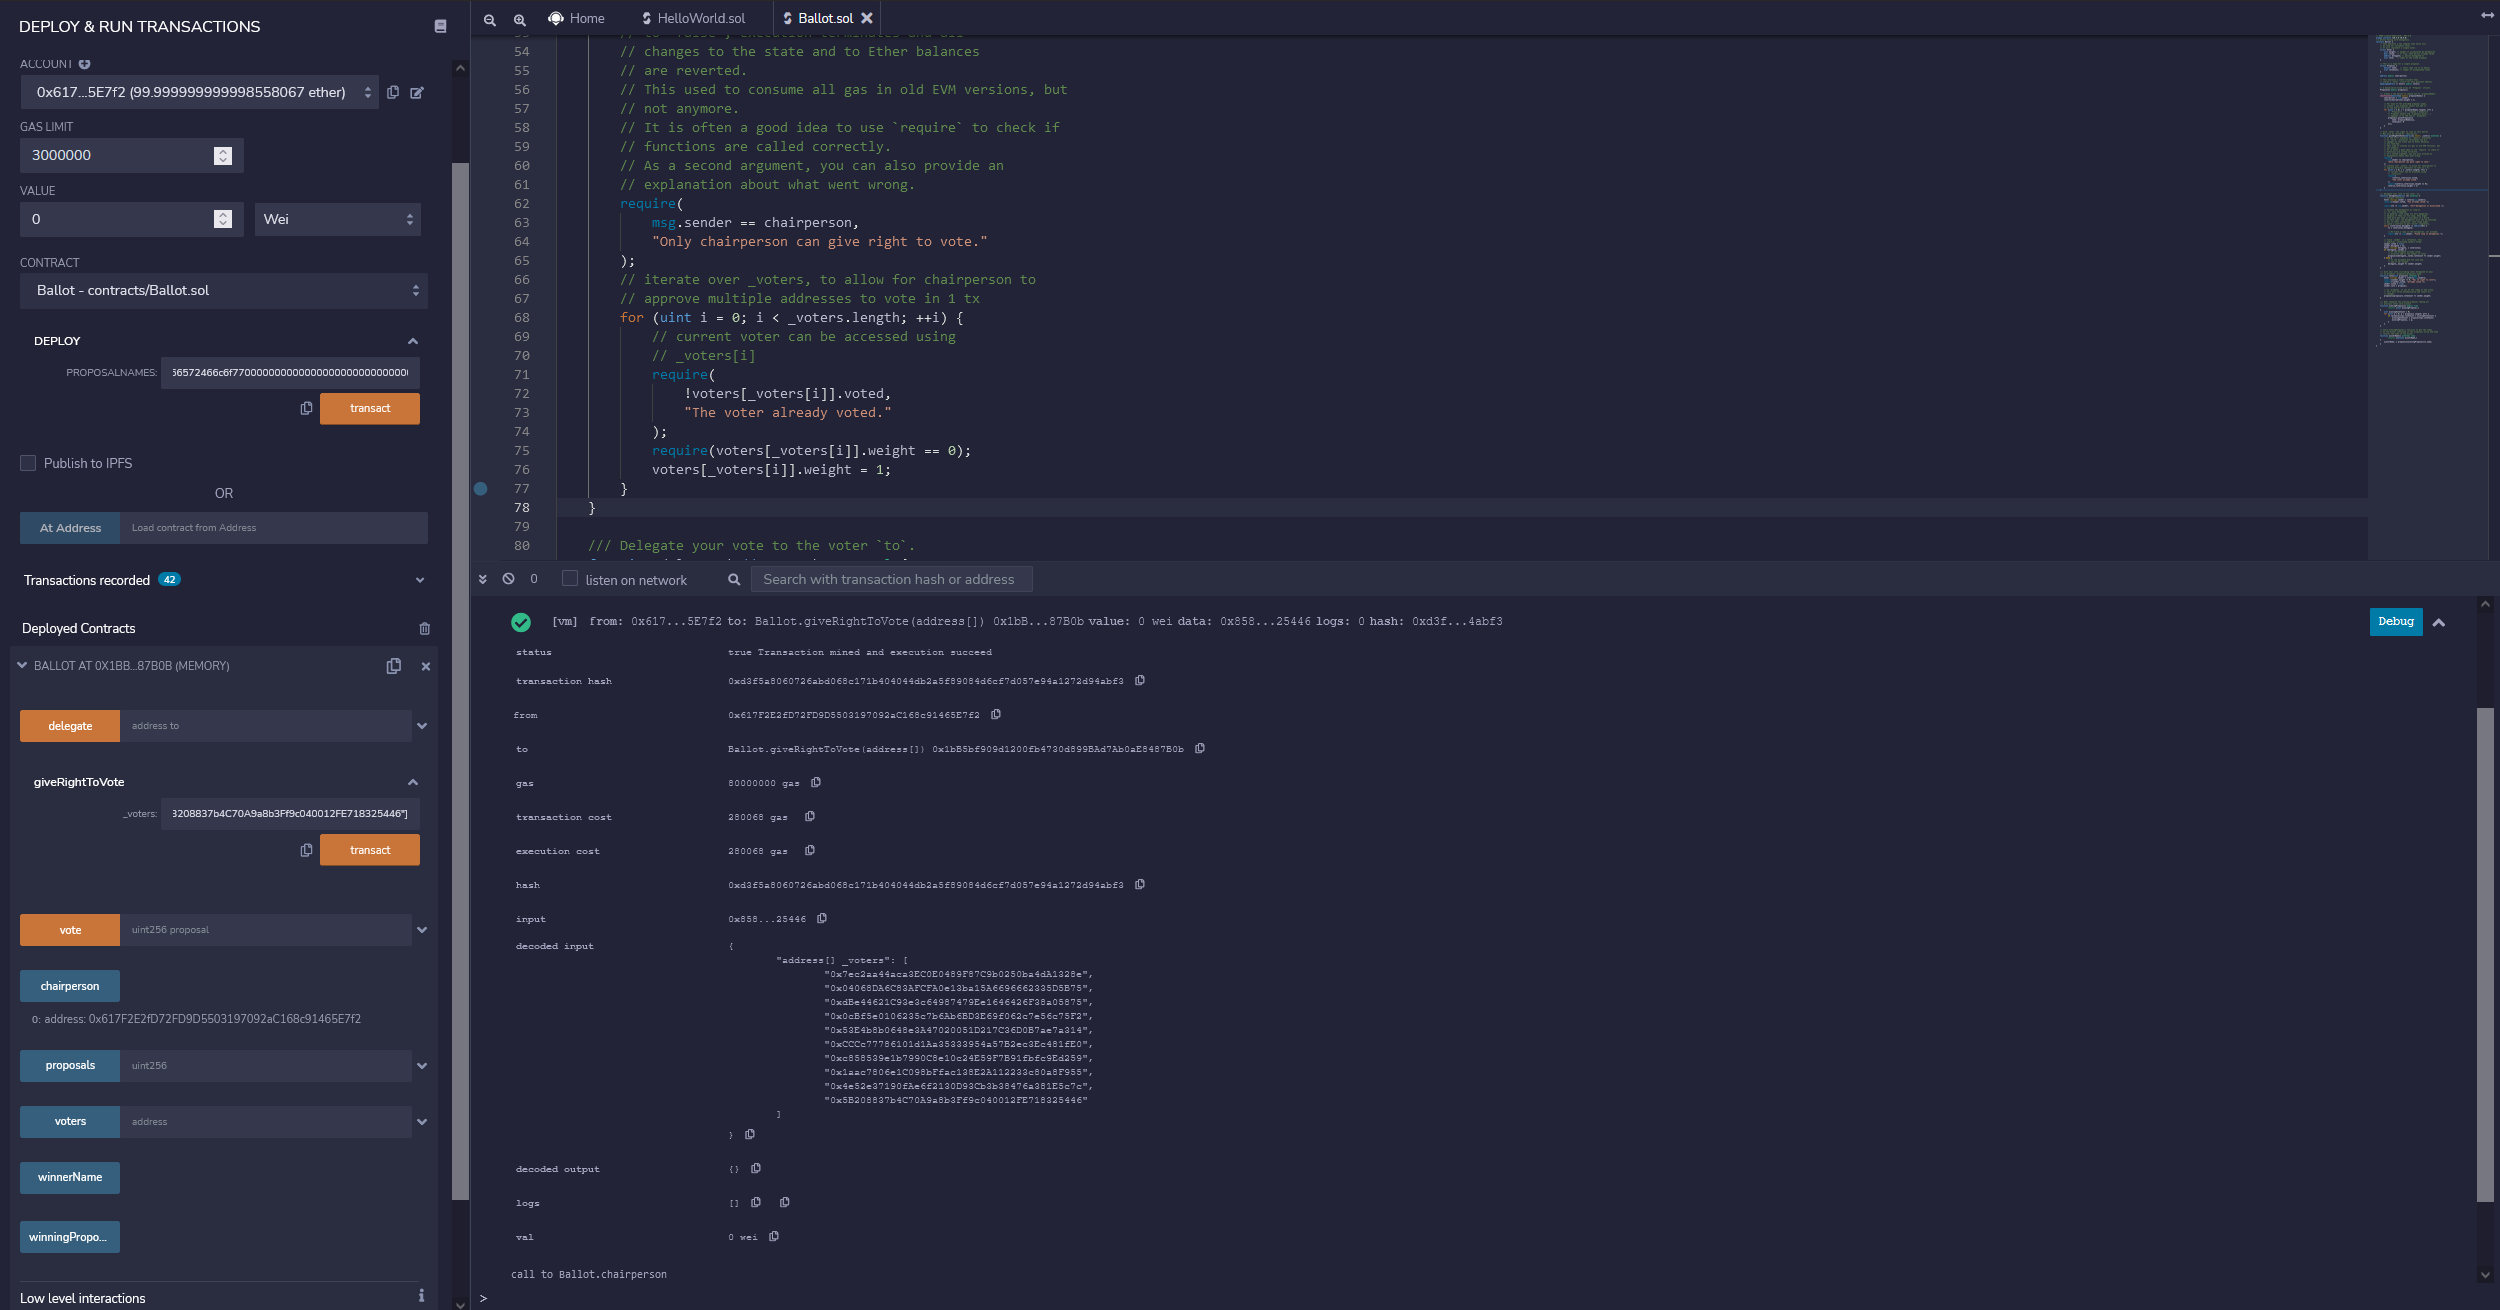 DEPLOY & RUN TRANSACTIONS
ACCOUNT
0x617...5E7f2 (99.999999999998558067 ether)
GAS LIMIT
3000000
VALUE
0
Wei
CONTRACT
Ballot - contracts/Ballot.sol
DEPLOY
PROPOSALNAMES:
transact
Publish to IPFS
OR
At Address
Load contract from Address
Transactions recorded 42
Deployed Contracts
BALLOT AT 0X1BB...87B0B (MEMORY)
delegate
address to
giveRightToVote
_voters:
3208837b4C70A9a8b3Ff9c040012FE718325446"]
transact
vote
uint256 proposal
chairperson
0: address: 0x617F2E2fD72FD9D5503197092aC168c91465E7f2
proposals
uint256
voters
address
winnerName
winningPropo...
Low level interactions
Home
HelloWorld.sol
Ballot.sol
54 // changes to the state and to Ether balances
55 // are reverted.
56 // This used to consume all gas in old EVM versions, but
57 // not anymore.
58 // It is often a good idea to use `require` to check if
59 // functions are called correctly.
60 // As a second argument, you can also provide an
61 // explanation about what went wrong.
62 require(
63 msg.sender == chairperson,
64 "Only chairperson can give right to vote."
65 );
66 // iterate over _voters, to allow for chairperson to
67 // approve multiple addresses to vote in 1 tx
68 for (uint i = 0; i < _voters.length; ++i) {
69 // current voter can be accessed using
70 // _voters[i]
71 require(
72 !voters[_voters[i]].voted,
73 "The voter already voted."
74 );
75 require(voters[_voters[i]].weight == 0);
76 voters[_voters[i]].weight = 1;
77 }
78 }
79
80 /// Delegate your vote to the voter `to`.
0
listen on network
Search with transaction hash or address
[vm] from: 0x617...5E7f2 to: Ballot.giveRightToVote(address[]) 0x1bB...87B0b value: 0 wei data: 0x858...25446 logs: 0 hash: 0xd3f...4abf3
Debug
status true Transaction mined and execution succeed
transaction hash 0xd3f5a8060726abd068c171b404044db2a5f89084d6cf7d057e94a1272d94abf3
from 0x617F2E2fD72FD9D5503197092aC168c91465E7f2
to Ballot.giveRightToVote(address[]) 0x1bB5bf909d1200fb4730d899BAd7Ab0aE8487B0b
gas 80000000 gas
transaction cost 280068 gas
execution cost 280068 gas
hash 0xd3f5a8060726abd068c171b404044db2a5f89084d6cf7d057e94a1272d94abf3
input 0x858...25446
decoded input {
"address[] _voters": [
"0x7ec2aa44aca3EC0E0489F87C9b0250ba4dA1328e",
"0x04068DA6C83AFCFA0e13ba15A6696662335D5B75",
"0xdBe44621C93e3c64987479Ee1646426F38a05875",
"0x0cBf5e0106235c7b6Ab6BD3E69f062c7e56c75F2",
"0x53E4b8b0648e3A47020051D217C36D0B7ae7a314",
"0xCCCc77786101d1Aa35333954a57B2ec3Ec481fE0",
"0xc858539e1b7990C8e10c24E59F7B91fbfc9Ed259",
"0x1aac7806e1C098bFfac138E2A112233c80a8F955",
"0x4e52e37190fAe6f2130D93Cb3b38476a381E5c7c",
"0x5B208837b4C70A9a8b3Ff9c040012FE718325446"
]
}
decoded output {}
logs []
val 0 wei
call to Ballot.chairperson
>